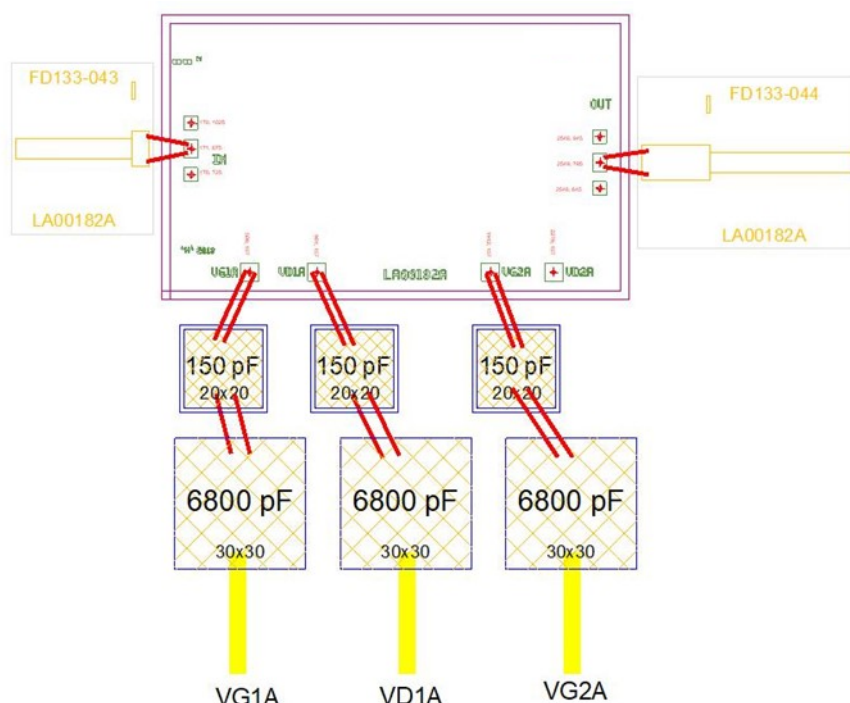 FD133-043
FD133-044
OUT
IN
LA00182A
LA00182A
VG1A
VD1A
LA00182A
VG2A
VD2A
150 pF
20x20
150 pF
20x20
150 pF
20x20
6800 pF
30x30
6800 pF
30x30
6800 pF
30x30
VG1A
VD1A
VG2A